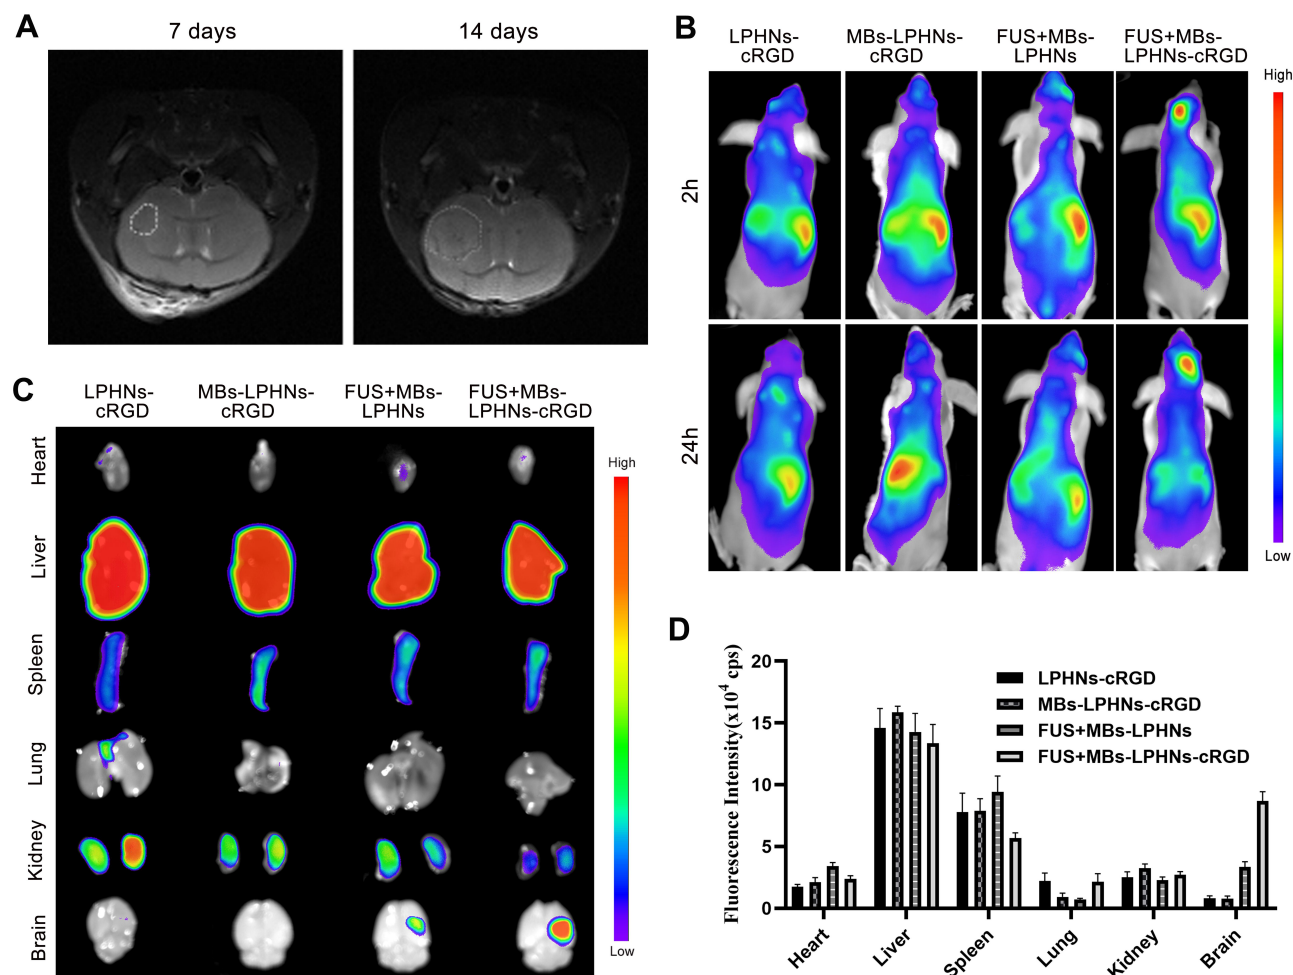 A
7 days
14 days
B
LPHNs-
cRGD
MBs-LPHNs-
cRGD
FUS+MBs-
LPHNs
FUS+MBs-
LPHNs-cRGD
High
2h
24h
Low
C
LPHNs-
cRGD
MBs-LPHNs-
cRGD
FUS+MBs-
LPHNs
FUS+MBs-
LPHNs-cRGD
Heart
Liver
Spleen
Lung
Kidney
Brain
High
Low
D
Fluorescence Intensity(x10⁴ cps)
20
15
10
5
0
LPHNs-cRGD
MBs-LPHNs-cRGD
FUS+MBs-LPHNs
FUS+MBs-LPHNs-cRGD
Heart
Liver
Spleen
Lung
Kidney
Brain